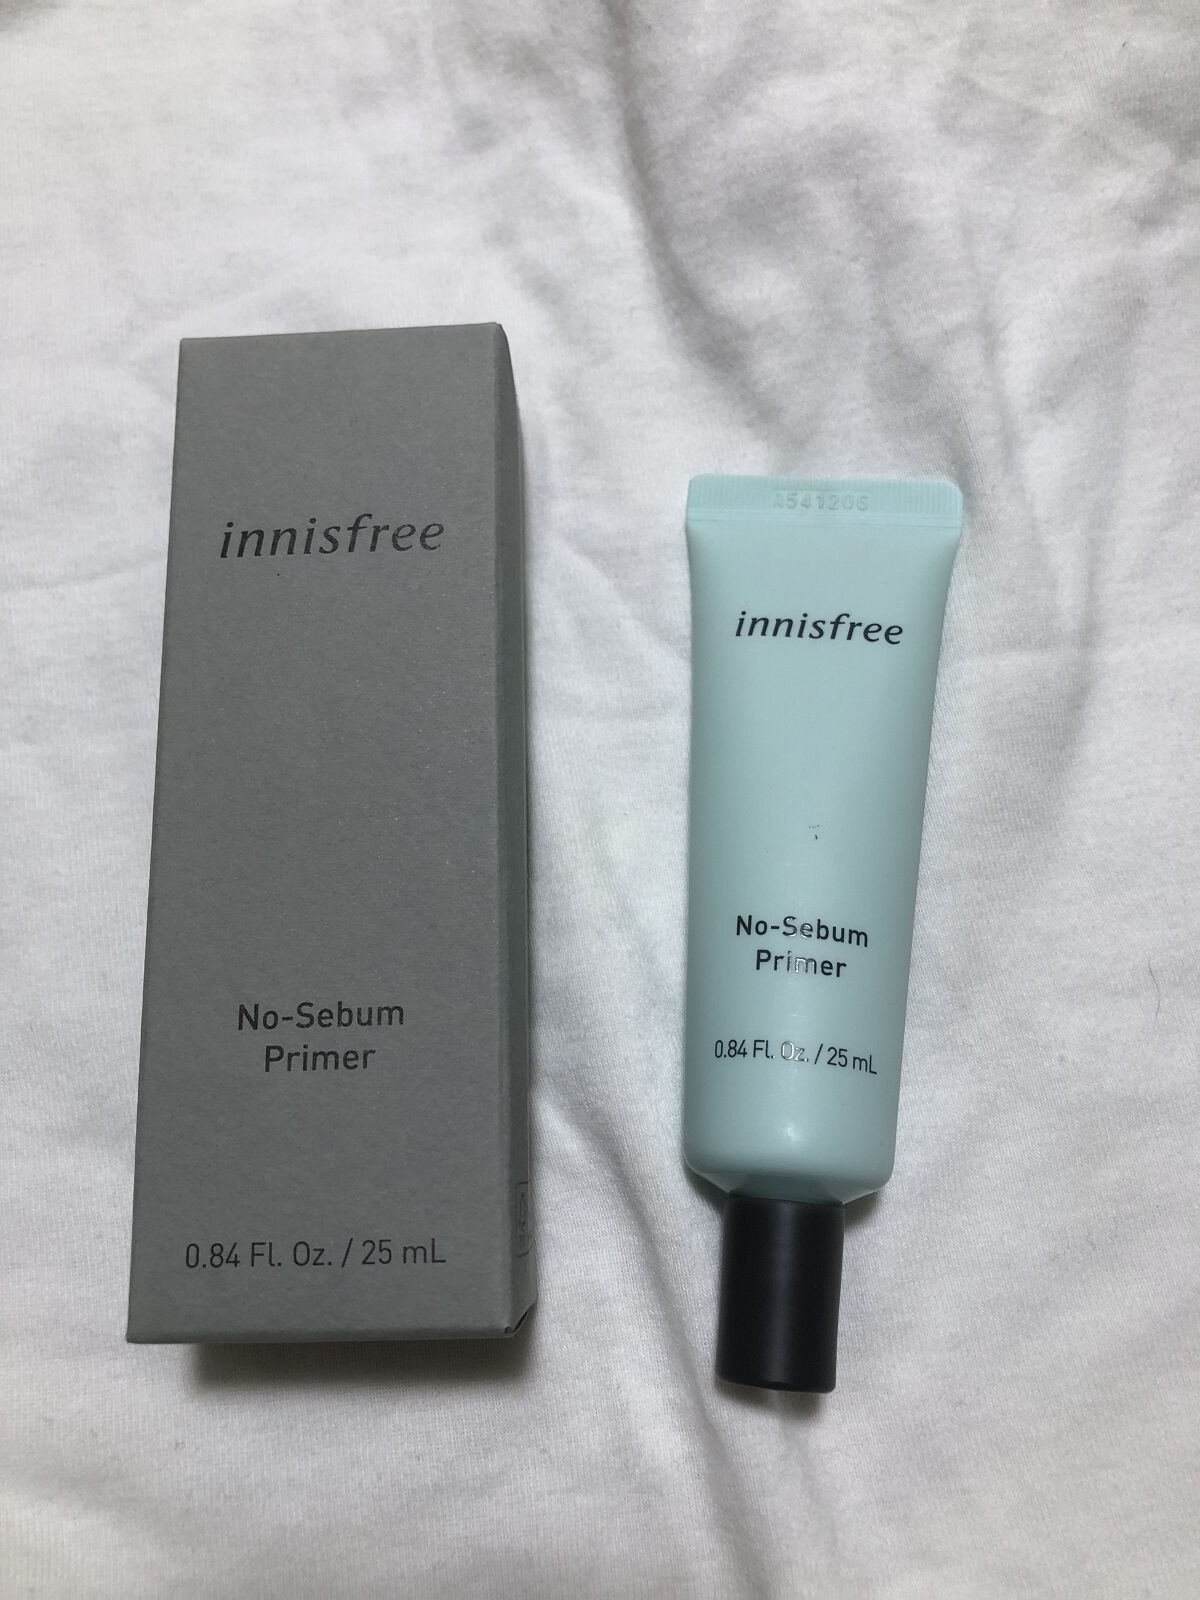 innisfree
No-Sebum
Primer
0.84 Fl. Oz. / 25 mL
A541206
innisfree
No-Sebum
Primer
0.84 Fl. Oz. / 25 mL